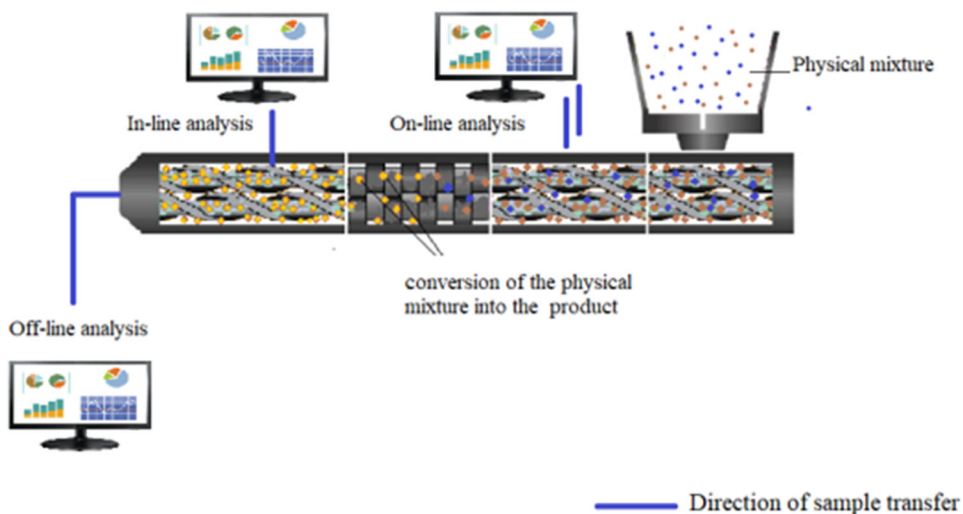 Physical mixture
In-line analysis
On-line analysis
conversion of the physical
mixture into the  product
Off-line analysis
Direction of sample transfer